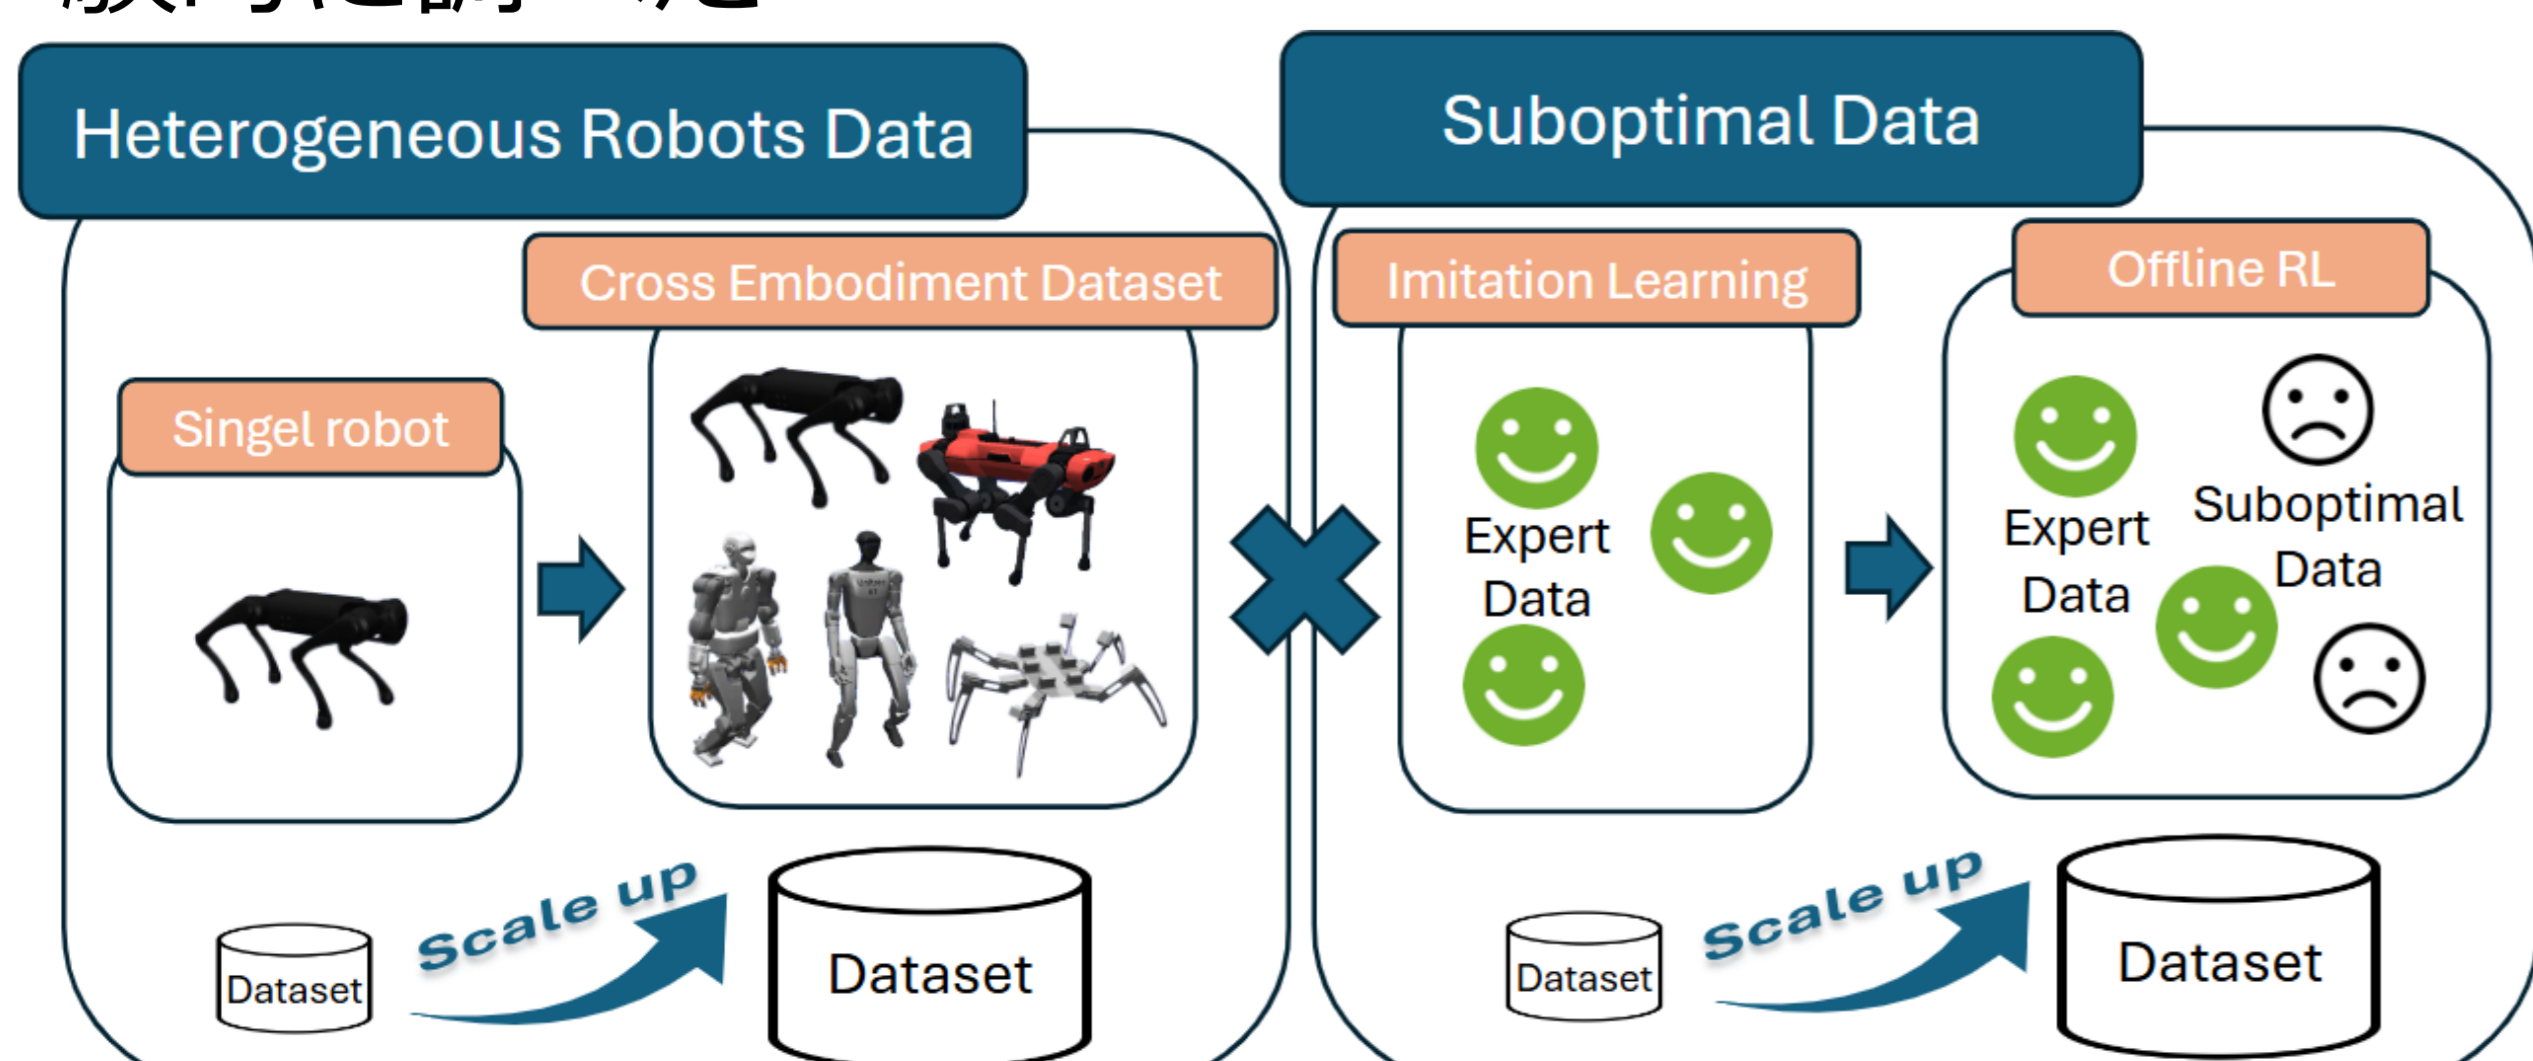 Heterogeneous Robots Data
Suboptimal Data
Cross Embodiment Dataset
Imitation Learning
Offline RL
Singel robot
Expert
Data
Expert
Data
Suboptimal
Data
Scale up
Dataset
Dataset
Scale up
Dataset
Dataset